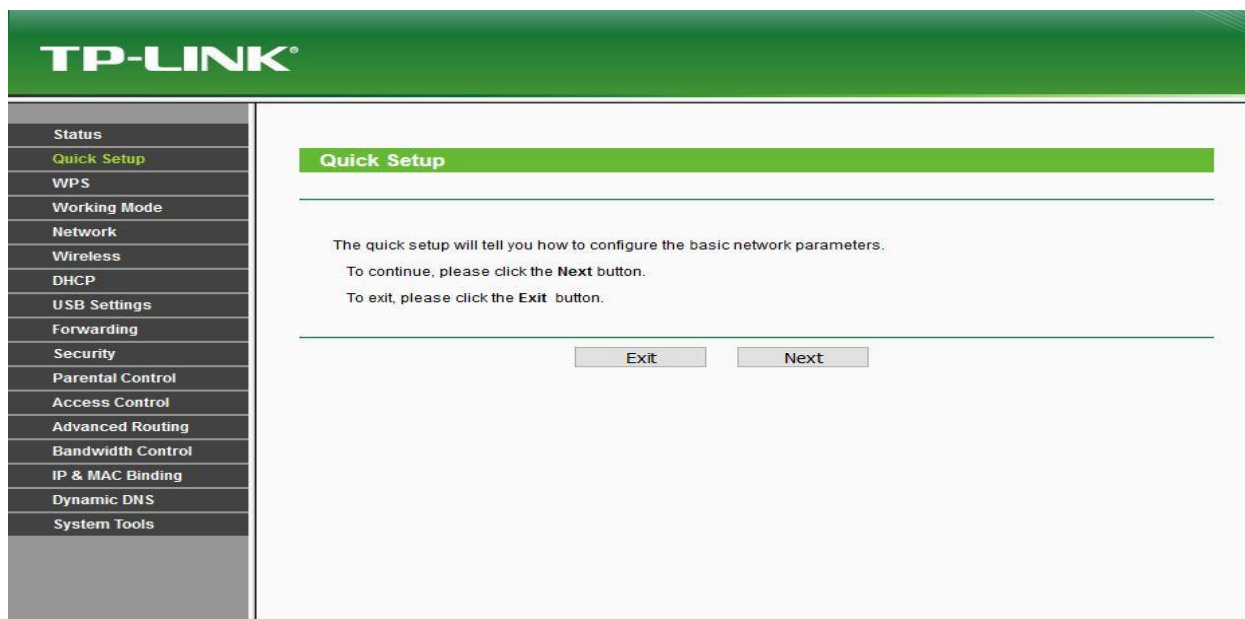 TP-LINK®
Status
Quick Setup
WPS
Working Mode
Network
Wireless
DHCP
USB Settings
Forwarding
Security
Parental Control
Access Control
Advanced Routing
Bandwidth Control
IP & MAC Binding
Dynamic DNS
System Tools
Quick Setup
The quick setup will tell you how to configure the basic network parameters.
To continue, please click the Next button.
To exit, please click the Exit button.
Exit Next